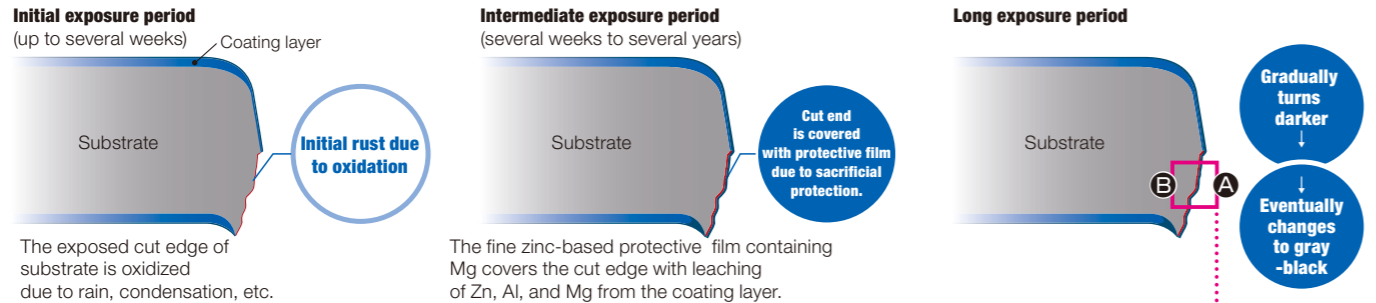 Initial exposure period
(up to several weeks)
Coating layer
Substrate
Initial rust due
to oxidation
The exposed cut edge of
substrate is oxidized
due to rain, condensation, etc.
Intermediate exposure period
(several weeks to several years)
Substrate
Cut end
is covered
with protective film
due to sacrificial
protection.
The fine zinc-based protective film containing
Mg covers the cut edge with leaching
of Zn, Al, and Mg from the coating layer.
Long exposure period
Substrate
B
A
Gradually
turns
darker
↓
↓
Eventually
changes
to gray
-black